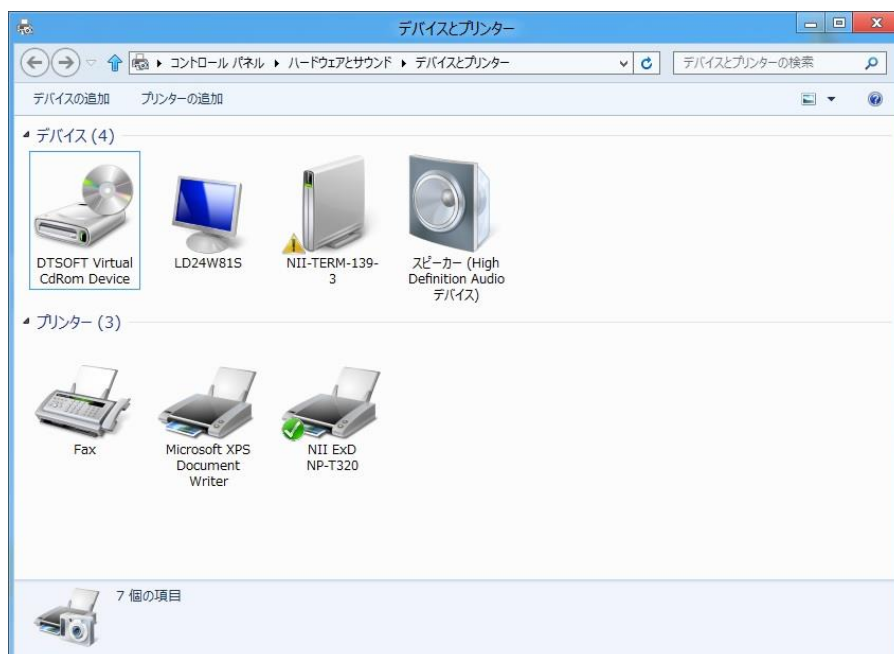 デバイスとプリンター
コントロール パネル ▸ ハードウェアとサウンド ▸ デバイスとプリンター
デバイスとプリンターの検索
デバイスの追加 プリンターの追加
デバイス (4)
DTSOFT Virtual
CdRom Device
LD24W81S
NII-TERM-139-
3
スピーカー (High
Definition Audio
デバイス)
プリンター (3)
Fax
Microsoft XPS
Document
Writer
NII ExD
NP-T320
7 個の項目